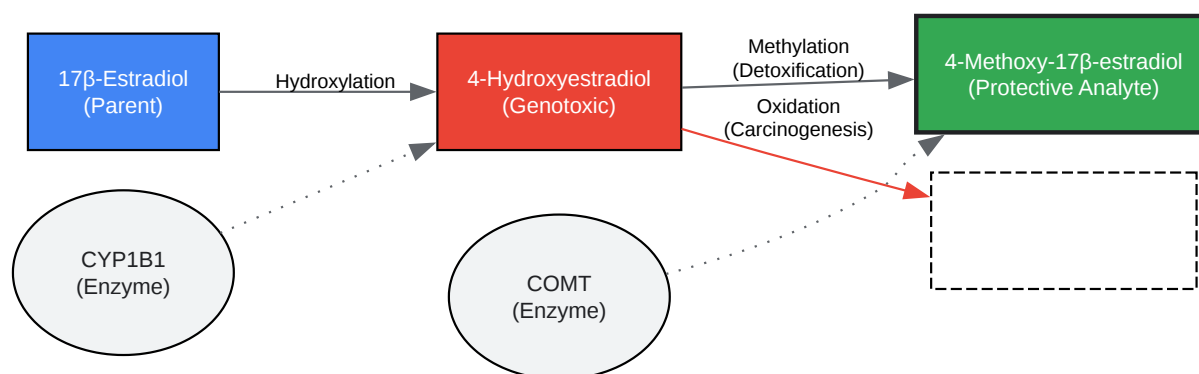 17β-Estradiol
(Parent)
Hydroxylation
4-Hydroxyestradiol
(Genotoxic)
Methylation
(Detoxification)
Oxidation
(Carcinogenesis)
4-Methoxy-17β-estradiol
(Protective Analyte)
CYP1B1
(Enzyme)
COMT
(Enzyme)